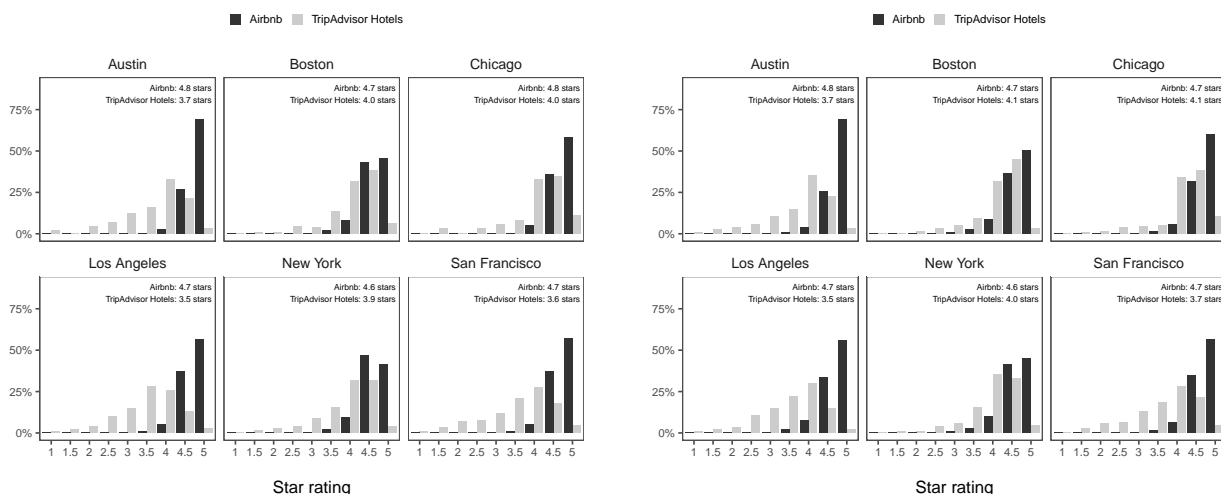 Airbnb TripAdvisor Hotels
Austin Boston Chicago
Airbnb: 4.8 stars Airbnb: 4.7 stars Airbnb: 4.8 stars
TripAdvisor Hotels: 3.7 stars TripAdvisor Hotels: 4.0 stars TripAdvisor Hotels: 4.0 stars
75%
50%
25%
0%
Los Angeles New York San Francisco
Airbnb: 4.7 stars Airbnb: 4.6 stars Airbnb: 4.7 stars
TripAdvisor Hotels: 3.5 stars TripAdvisor Hotels: 3.9 stars TripAdvisor Hotels: 3.6 stars
75%
50%
25%
0%
1 1.5 2 2.5 3 3.5 4 4.5 5 1 1.5 2 2.5 3 3.5 4 4.5 5 1 1.5 2 2.5 3 3.5 4 4.5 5
Star rating
Airbnb TripAdvisor Hotels
Austin Boston Chicago
Airbnb: 4.8 stars Airbnb: 4.7 stars Airbnb: 4.7 stars
TripAdvisor Hotels: 3.7 stars TripAdvisor Hotels: 4.1 stars TripAdvisor Hotels: 4.1 stars
75%
50%
25%
0%
Los Angeles New York San Francisco
Airbnb: 4.7 stars Airbnb: 4.6 stars Airbnb: 4.7 stars
TripAdvisor Hotels: 3.5 stars TripAdvisor Hotels: 4.0 stars TripAdvisor Hotels: 3.7 stars
75%
50%
25%
0%
1 1.5 2 2.5 3 3.5 4 4.5 5 1 1.5 2 2.5 3 3.5 4 4.5 5 1 1.5 2 2.5 3 3.5 4 4.5 5
Star rating